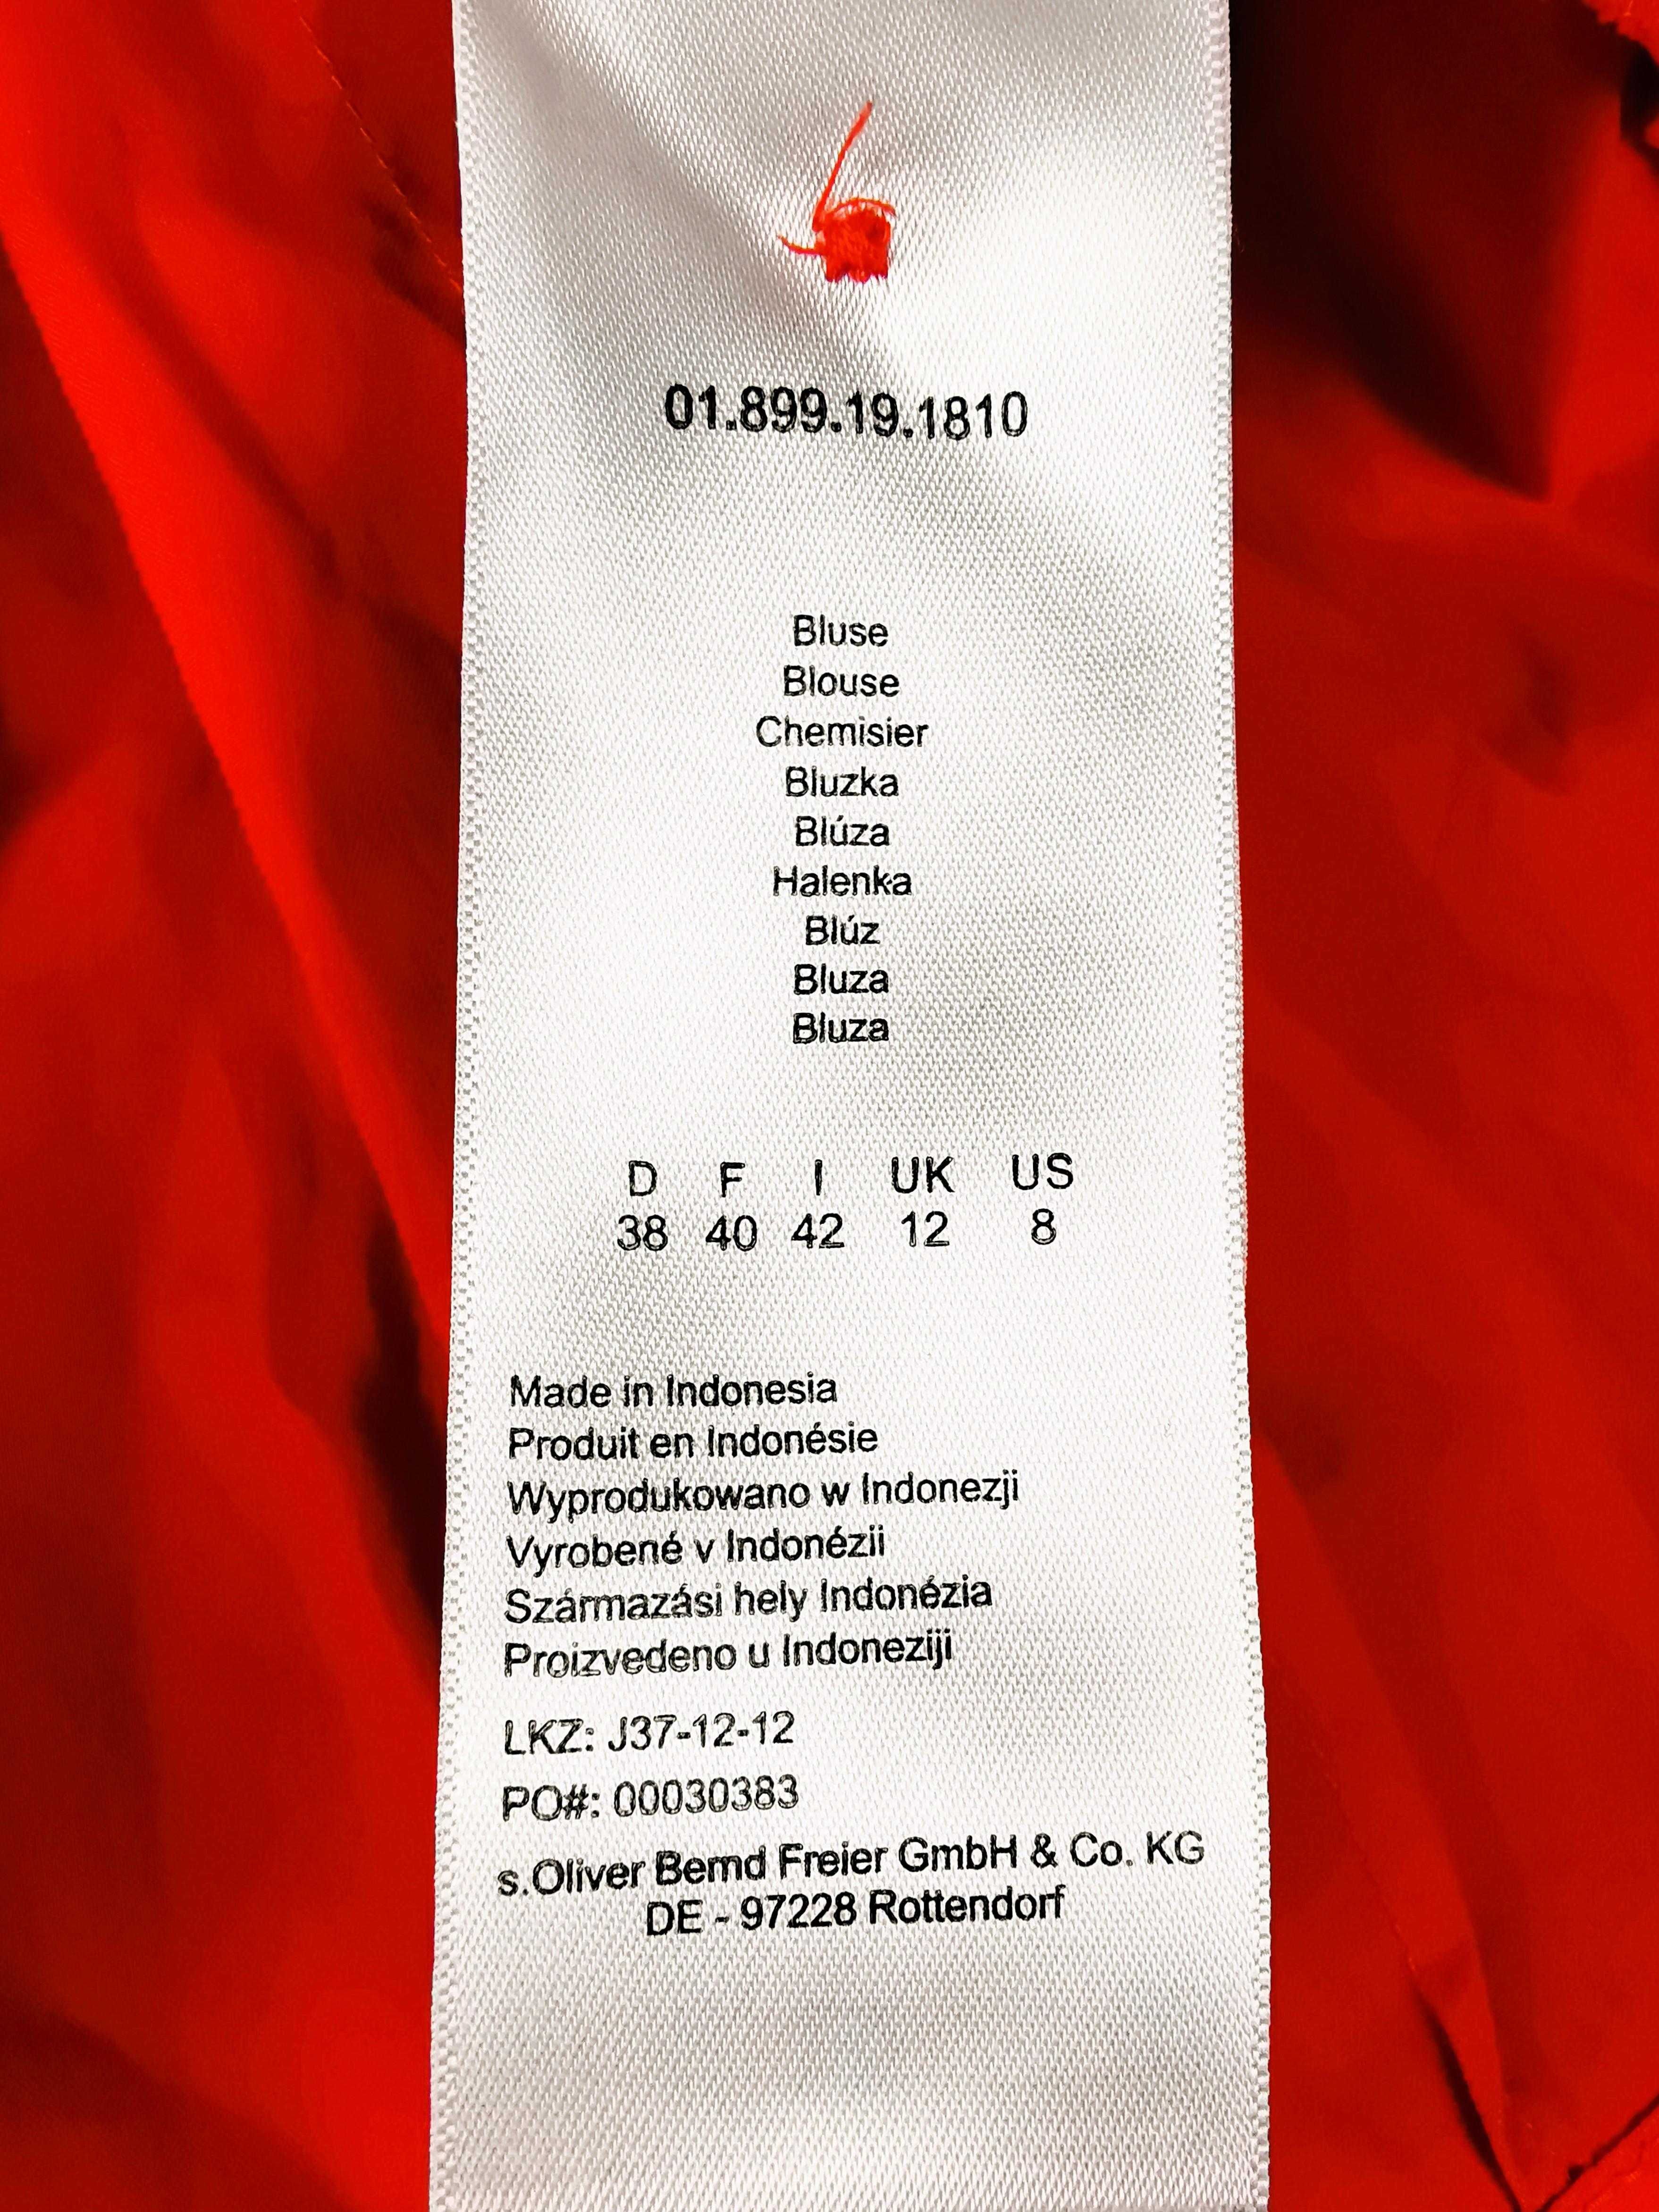 01.899.19.1810
Bluse
Blouse
Chemisier
Bluzka
Blúza
Halenka
Blúz
Bluza
Bluza
D F I UK US
38 40 42 12 8
Made in Indonesia
Produit en Indonésie
Wyprodukowano w Indonezji
Vyrobené v Indonézii
Származási hely Indonézia
Proizvedeno u Indoneziji
LKZ: J37-12-12
PO#: 00030383
s.Oliver Bernd Freier GmbH & Co. KG
DE - 97228 Rottendorf